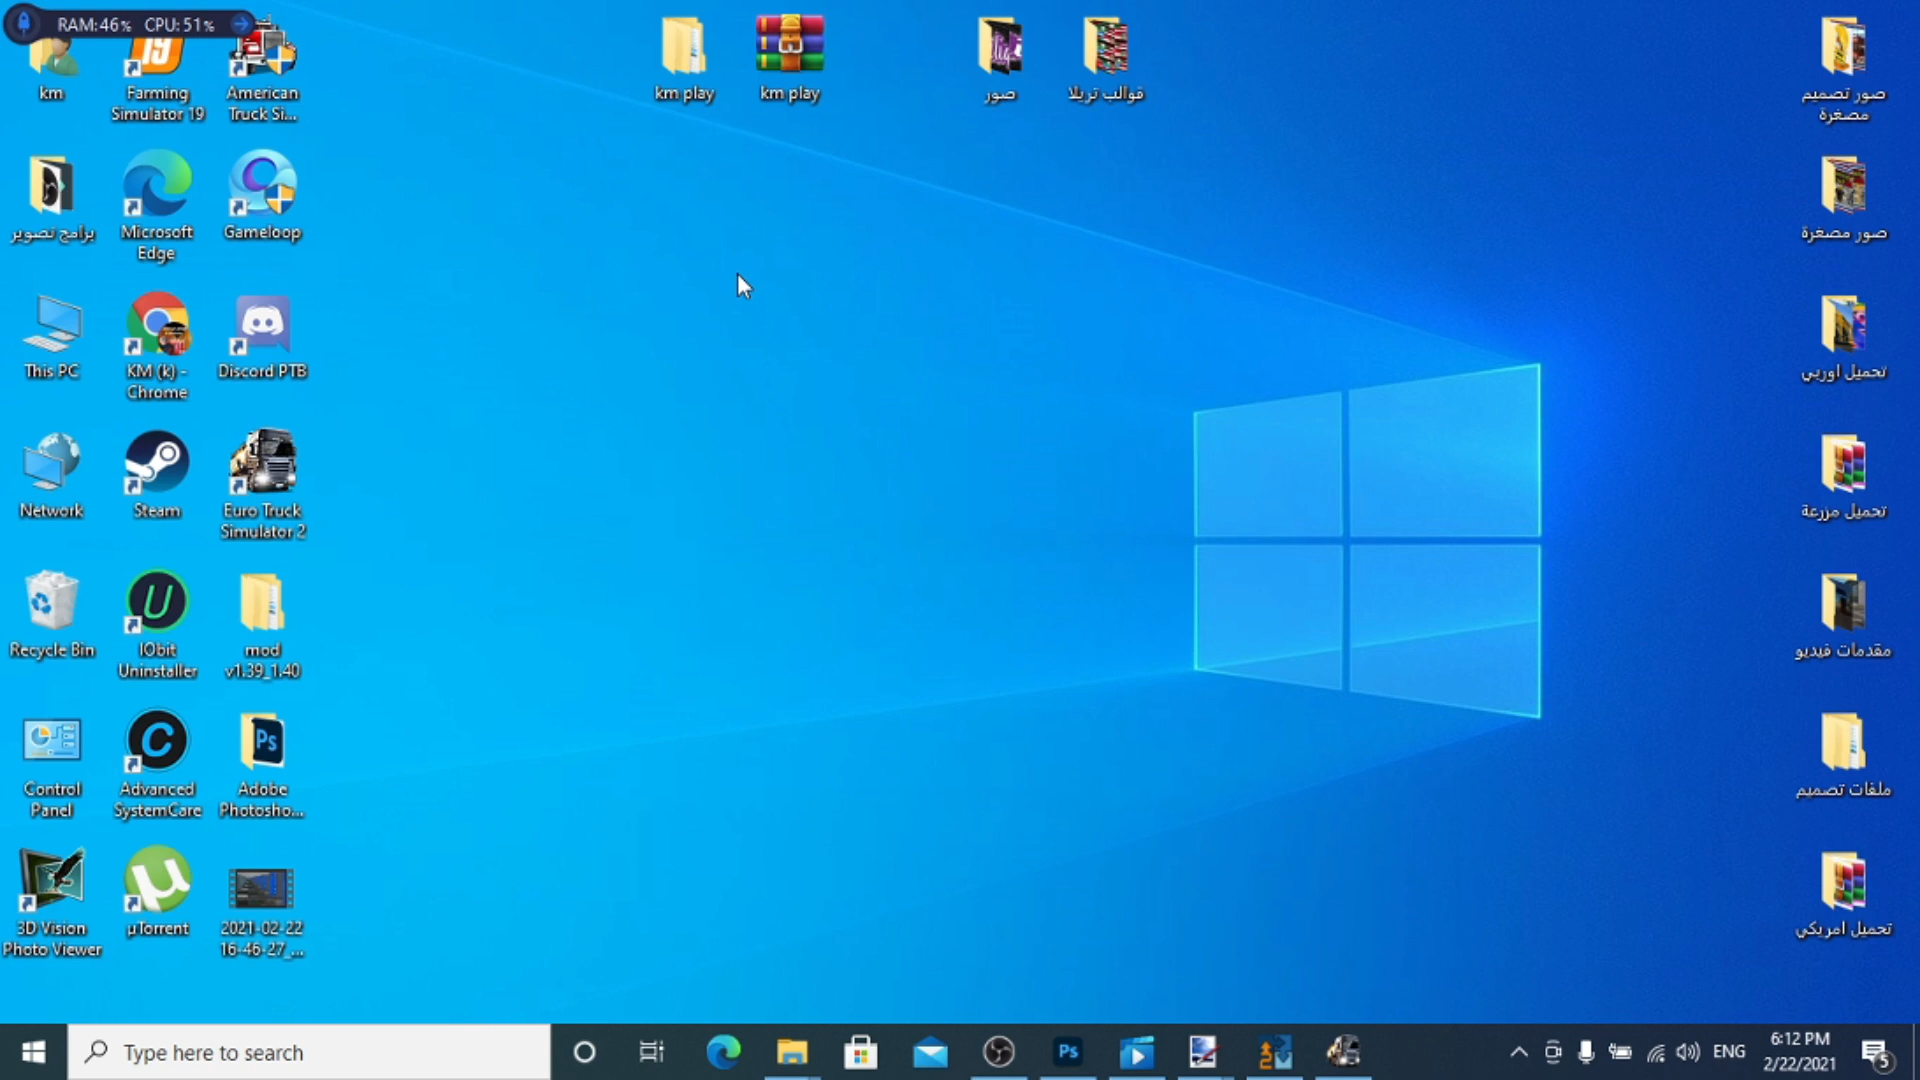 RAM:46% CPU:51%
km
Farming
Simulator 19
American
Truck Si...
km play
km play
صور
قوالب تريلا
صور تصميم
مصغرة
برامج تصوير
Microsoft
Edge
Gameloop
صور مصغرة
This PC
KM (k) -
Chrome
Discord PTB
تحميل اوربي
Network
Steam
Euro Truck
Simulator 2
تحميل مزرعة
Recycle Bin
IObit
Uninstaller
mod
v1.39_1.40
مقدمات فيديو
Control
Panel
Advanced
SystemCare
Ps
Adobe
Photosho...
ملفات تصميم
3D Vision
Photo Viewer
µTorrent
2021-02-22
16-46-27_...
تحميل امريكي
Type here to search
Ps
ENG
6:12 PM
2/22/2021
5